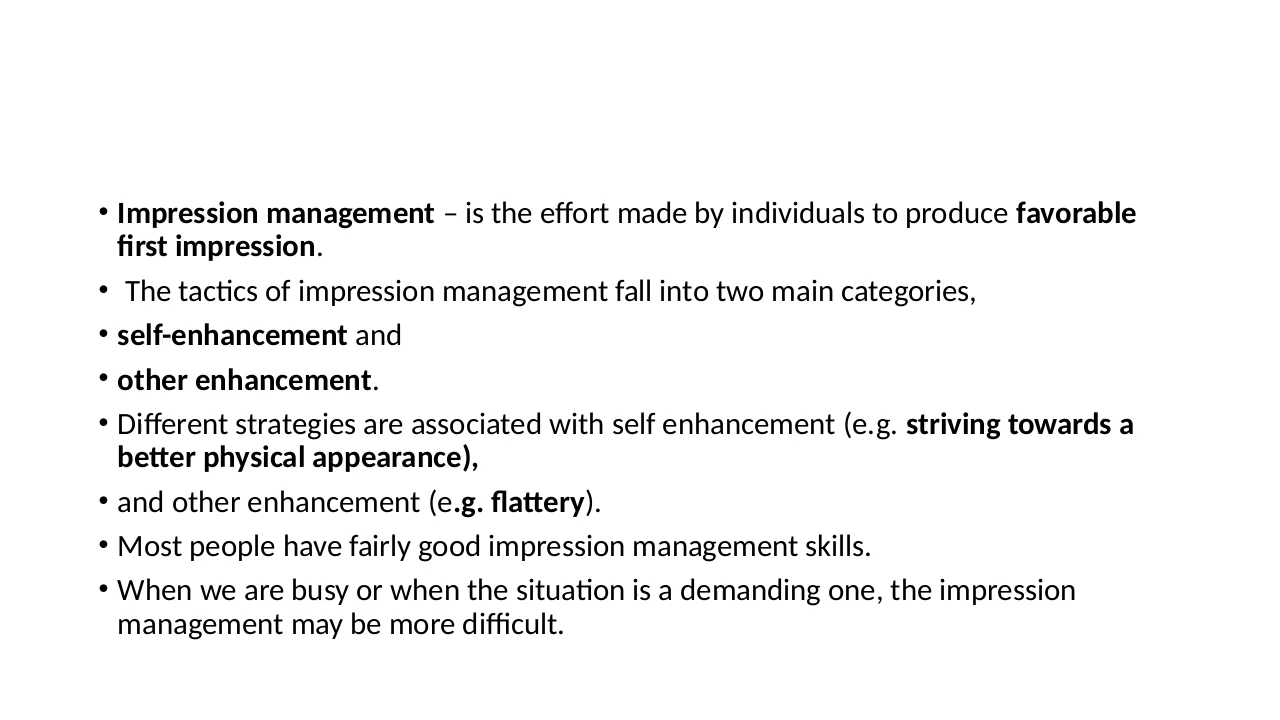 • Impression management – is the effort made by individuals to produce favorable
first impression.
• The tactics of impression management fall into two main categories,
• self-enhancement and
• other enhancement.
• Different strategies are associated with self enhancement (e.g. striving towards a
better physical appearance),
• and other enhancement (e.g. flattery).
• Most people have fairly good impression management skills.
• When we are busy or when the situation is a demanding one, the impression
management may be more difficult.